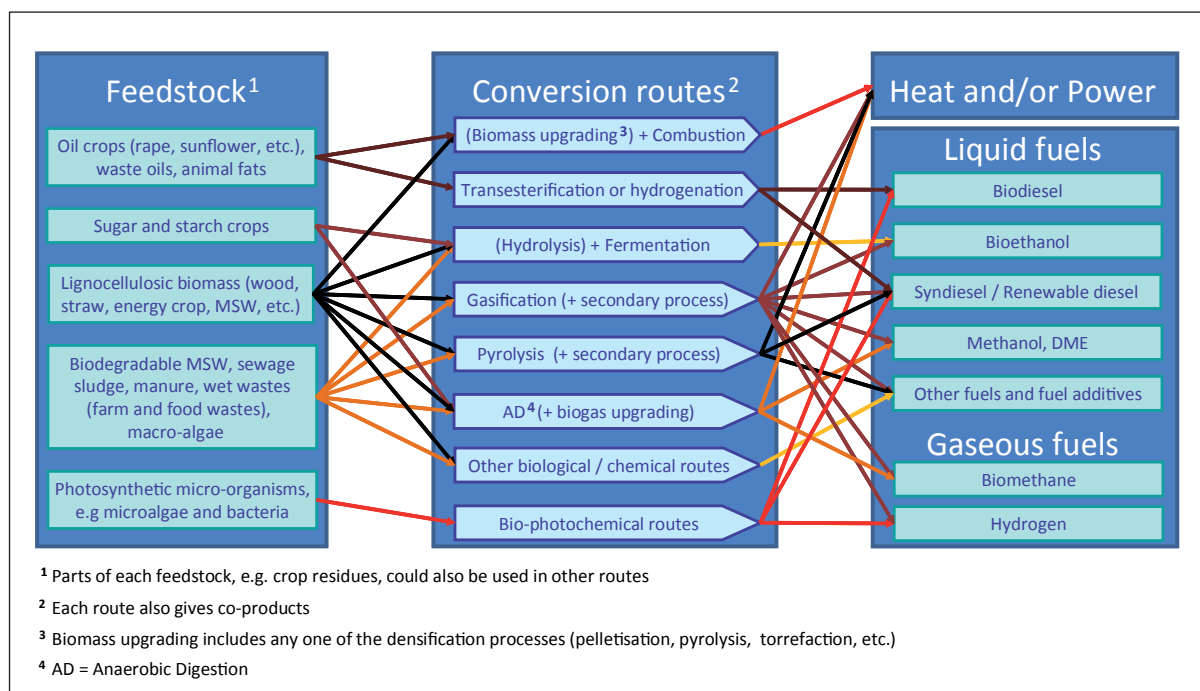 Feedstock¹
Oil crops (rape, sunflower, etc.),
waste oils, animal fats
Sugar and starch crops
Lignocellulosic biomass (wood,
straw, energy crop, MSW, etc.)
Biodegradable MSW, sewage
sludge, manure, wet wastes
(farm and food wastes),
macro-algae
Photosynthetic micro-organisms,
e.g microalgae and bacteria
Conversion routes²
(Biomass upgrading³) + Combustion
Transesterification or hydrogenation
(Hydrolysis) + Fermentation
Gasification (+ secondary process)
Pyrolysis (+ secondary process)
AD⁴ (+ biogas upgrading)
Other biological / chemical routes
Bio-photochemical routes
Heat and/or Power
Liquid fuels
Biodiesel
Bioethanol
Syndiesel / Renewable diesel
Methanol, DME
Other fuels and fuel additives
Gaseous fuels
Biomethane
Hydrogen
¹ Parts of each feedstock, e.g. crop residues, could also be used in other routes
² Each route also gives co-products
³ Biomass upgrading includes any one of the densification processes (pelletisation, pyrolysis, torrefaction, etc.)
⁴ AD = Anaerobic Digestion